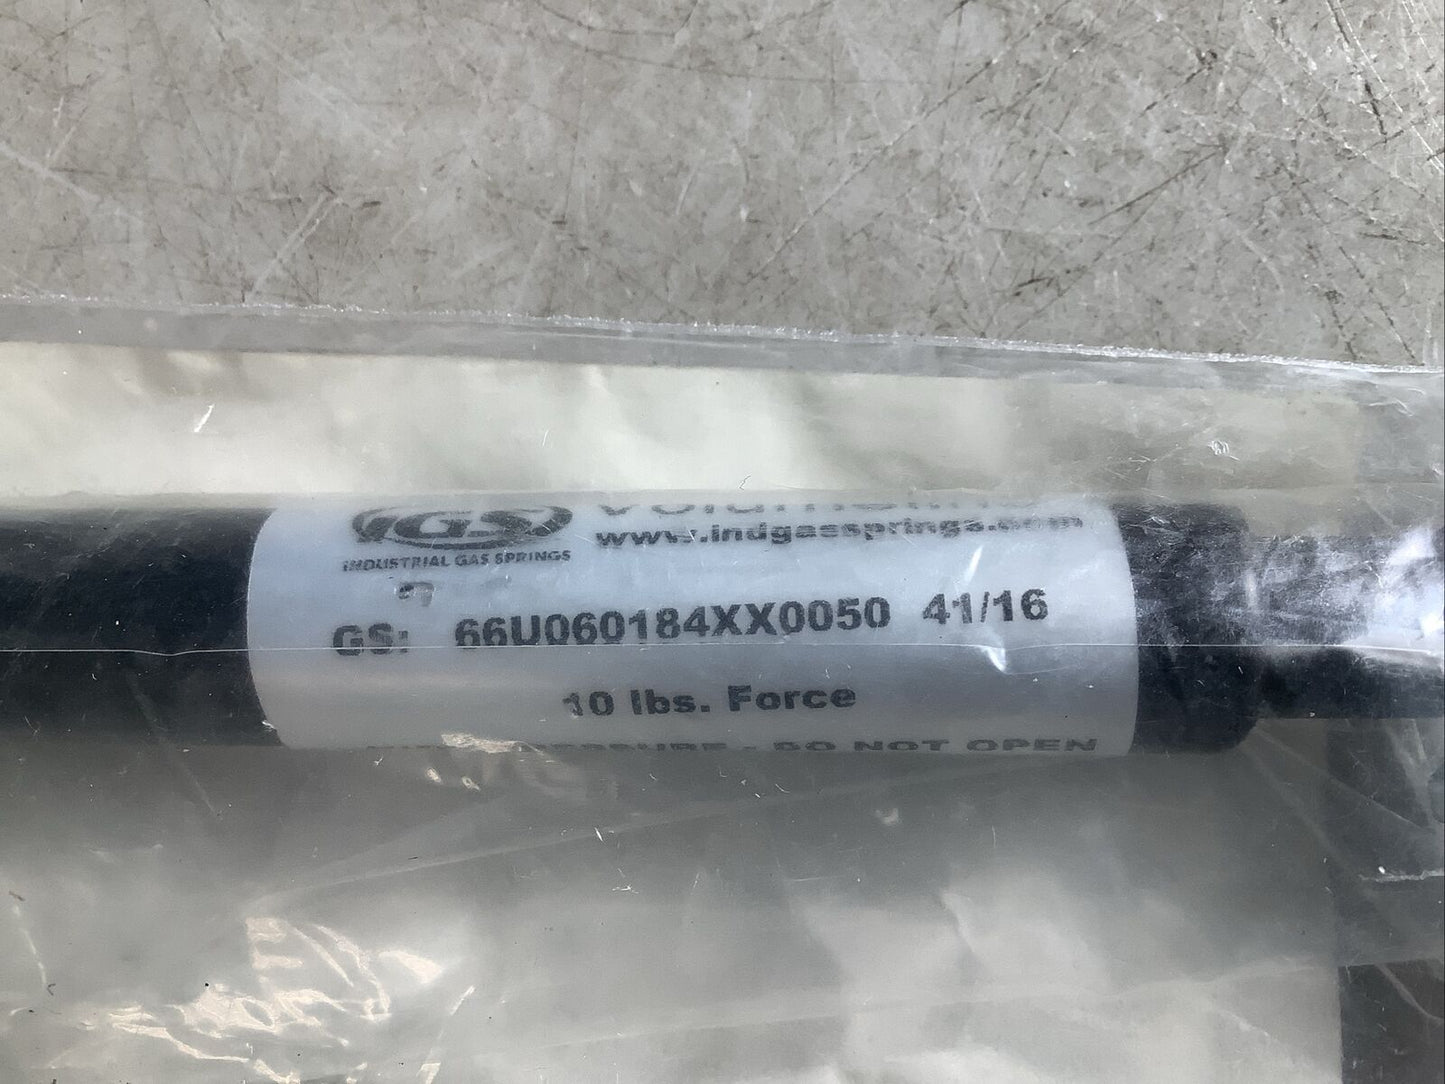 IGS
INDUSTRIAL GAS SPRINGS
www.indgassprings.com
GS: 66U060184XX0050 41/16
10 lbs. Force
- DO NOT OPEN